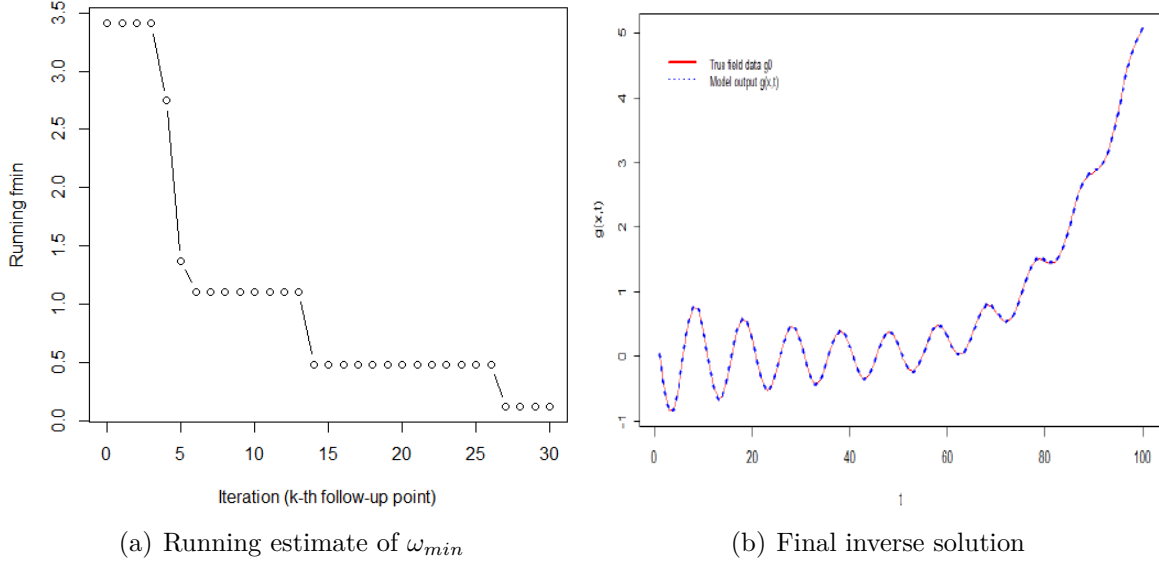 3.5
3.0
2.5
2.0
1.5
1.0
0.5
0.0
Running fmin
0 5 10 15 20 25 30
Iteration (k-th follow-up point)
(a) Running estimate of ω_min
5
4
3
2
1
0
-1
g(x,t)
True field data g0
Model output g(x,t)
0 20 40 60 80 100
t
(b) Final inverse solution